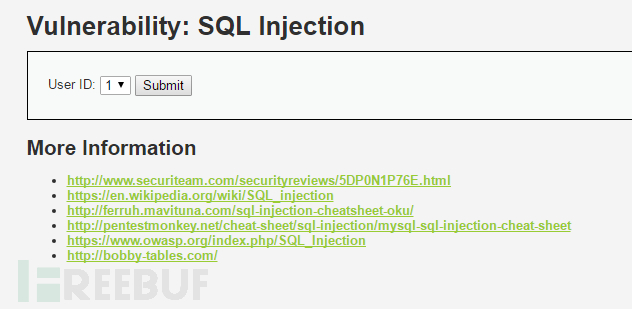 Vulnerability: SQL Injection
User ID: 1 Submit
More Information
http://www.securiteam.com/securityreviews/5DP0N1P76E.html
https://en.wikipedia.org/wiki/SQL_injection
http://ferruh.mavituna.com/sql-injection-cheatsheet-oku/
http://pentestmonkey.net/cheat-sheet/sql-injection/mysql-sql-injection-cheat-sheet
https://www.owasp.org/index.php/SQL_Injection
http://bobby-tables.com/
FREEBUF